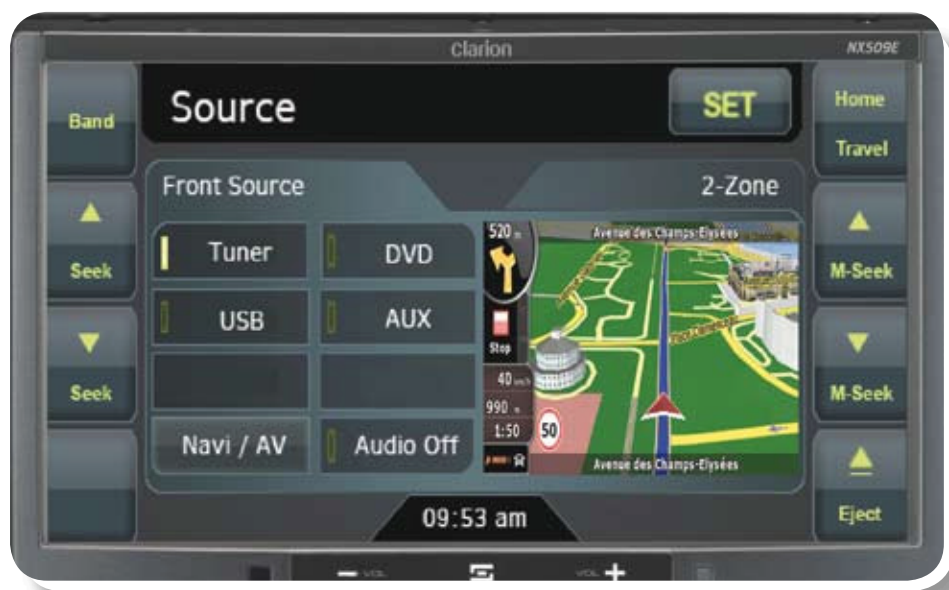 Clarion
NX509E
Band
Source
SET
Home
Travel
Front Source
2-Zone
Seek
Tuner
DVD
520 m
Avenue des Champs-Elysées
M-Seek
USB
AUX
Stop
Seek
40 km/h
990 m
1:50
50
M-Seek
Navi / AV
Audio Off
Avenue des Champs-Elysées
09:53 am
Eject
VOL
VOL